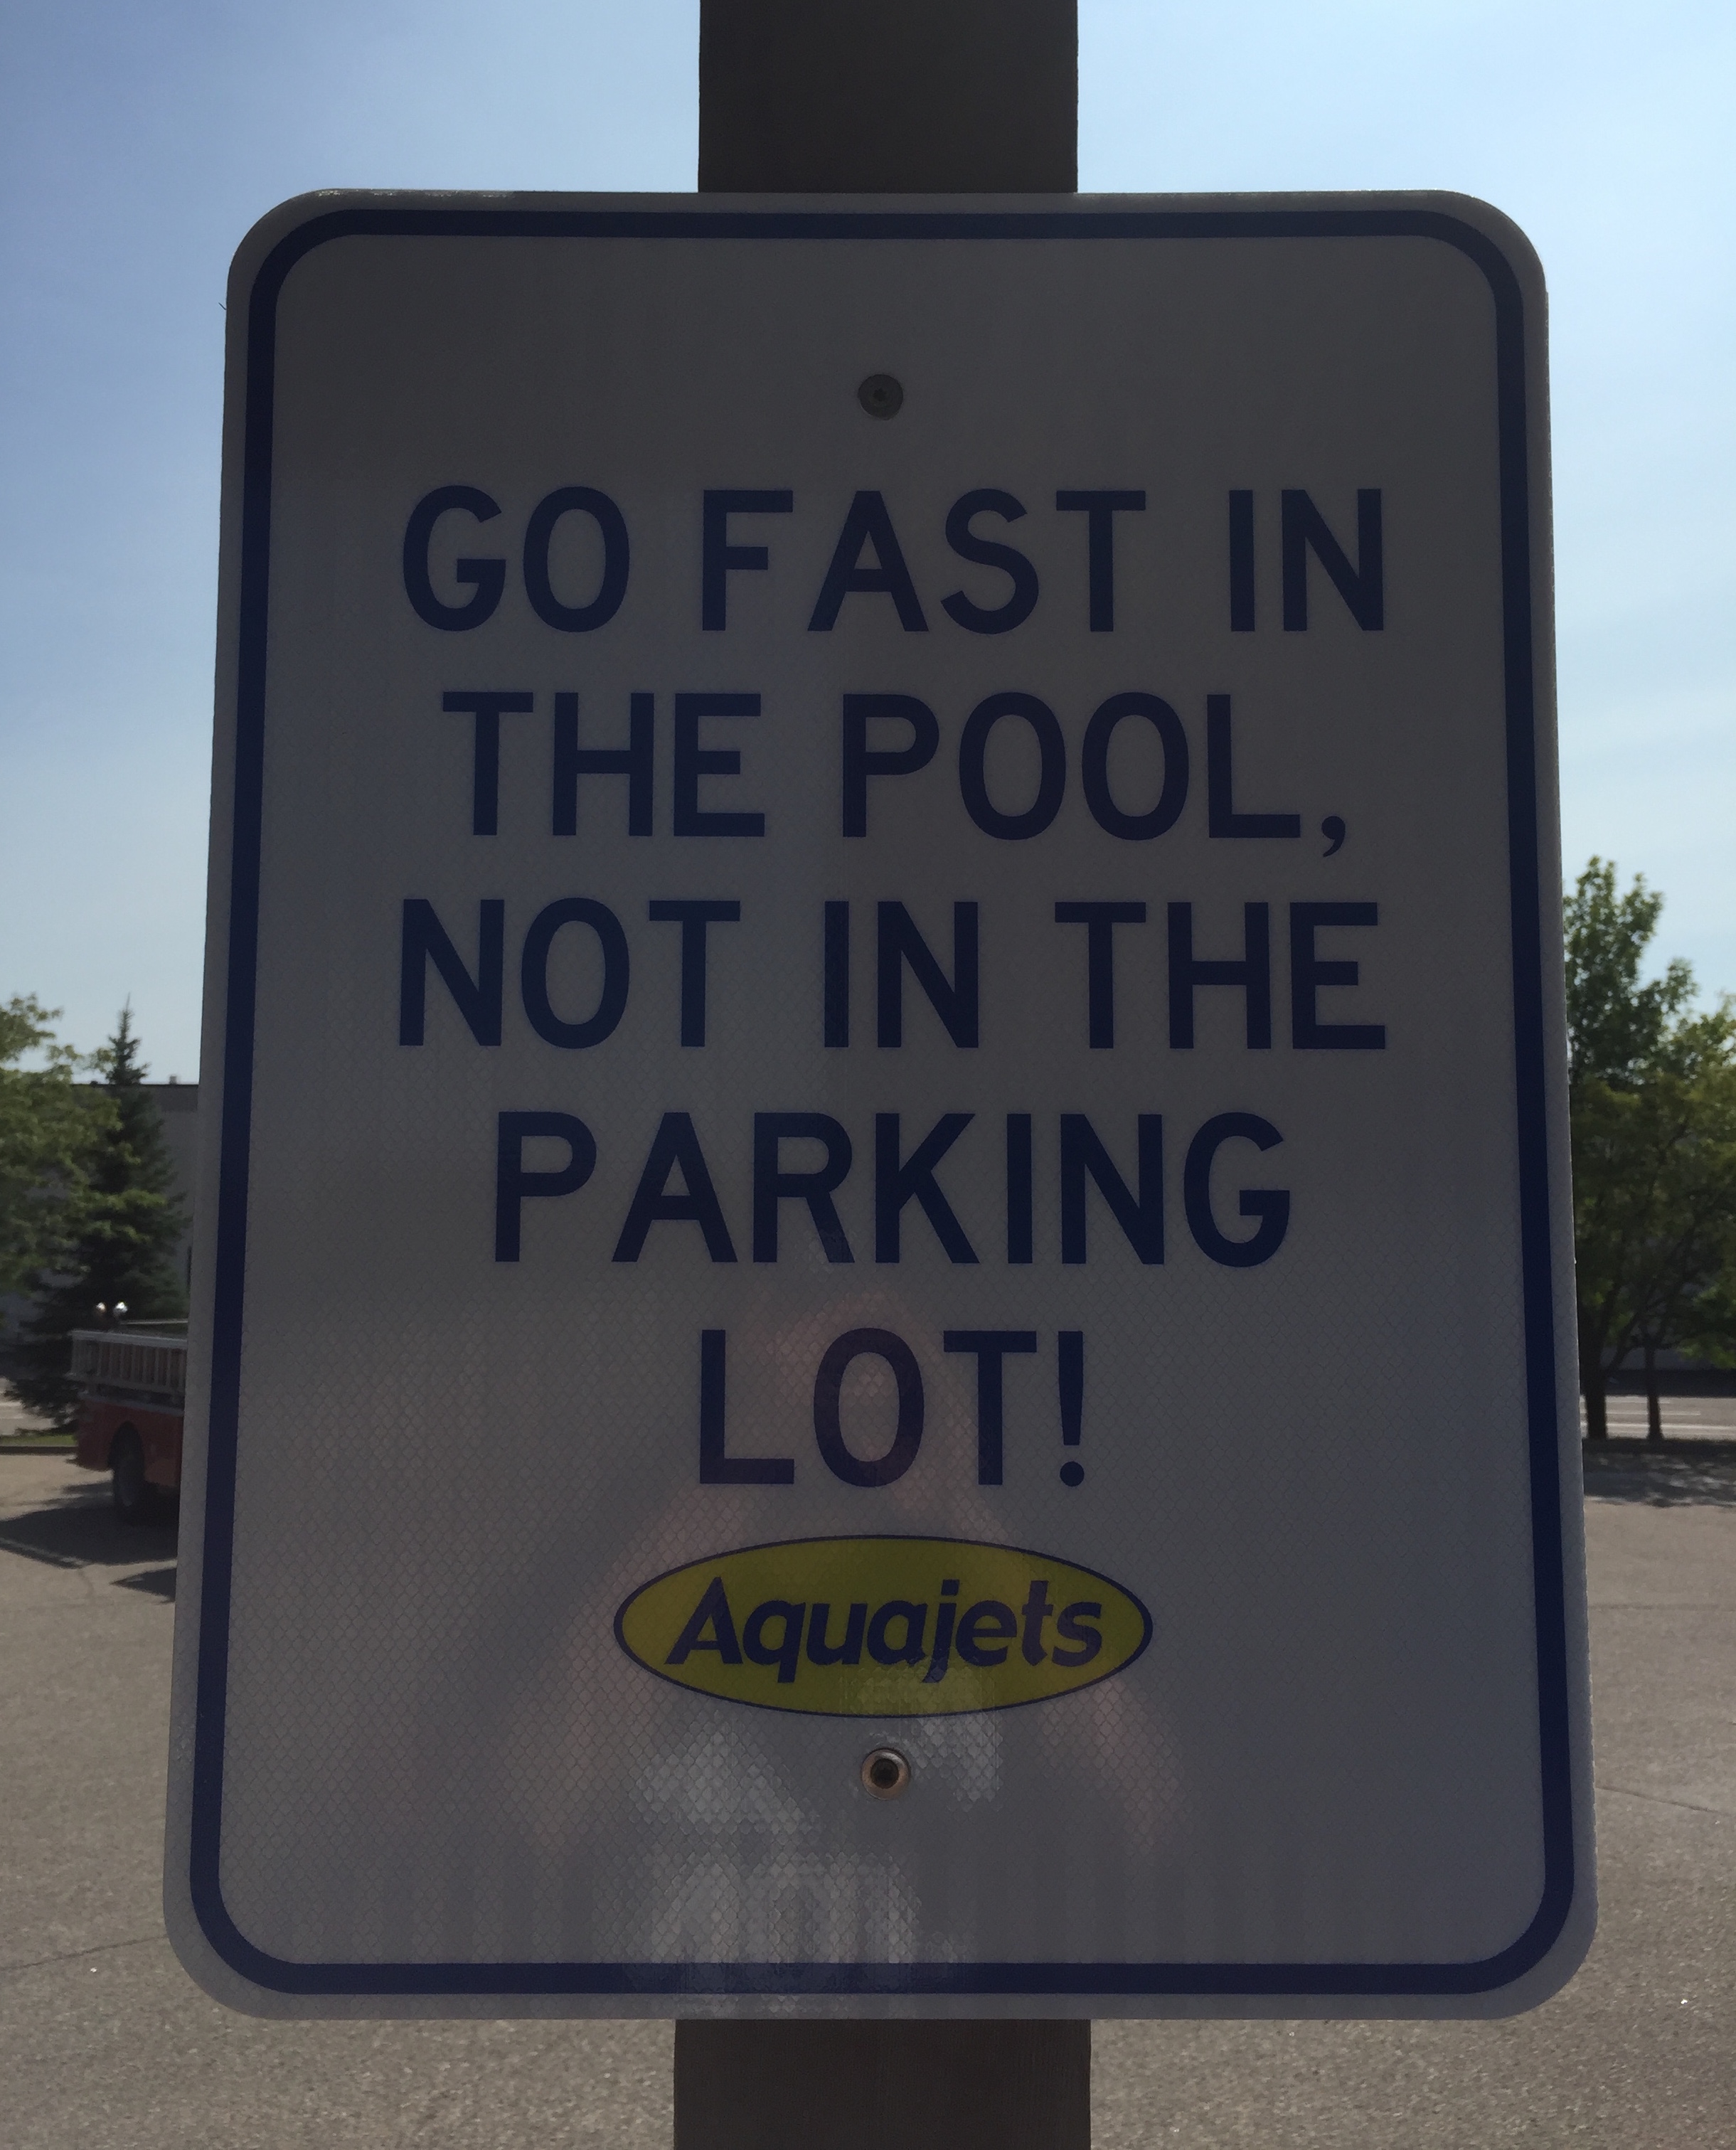 GO FAST IN
THE POOL,
NOT IN THE
PARKING
LOT!
Aquajets